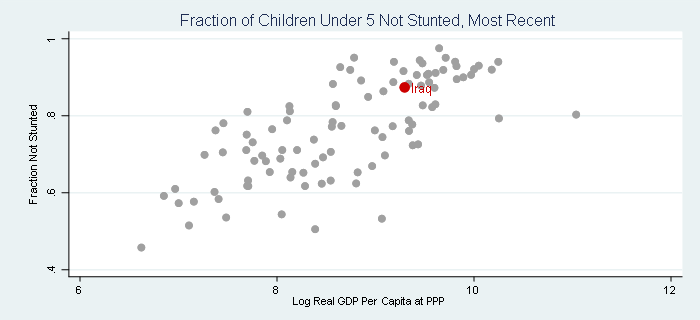 Fraction of Children Under 5 Not Stunted, Most Recent
1
.8
.6
.4
Fraction Not Stunted
Iraq
6
8
10
12
Log Real GDP Per Capita at PPP